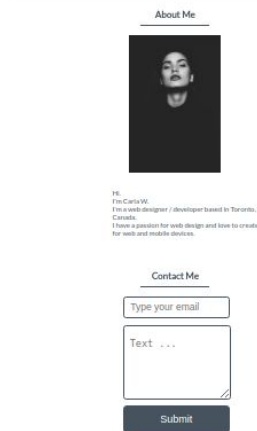 About Me
Hi.
I'm Carla W.
I'm a web designer / developer based in Toronto,
Canada.
I have a passion for web design and love to create
for web and mobile devices.
Contact Me
Type your email
Text ...
Submit